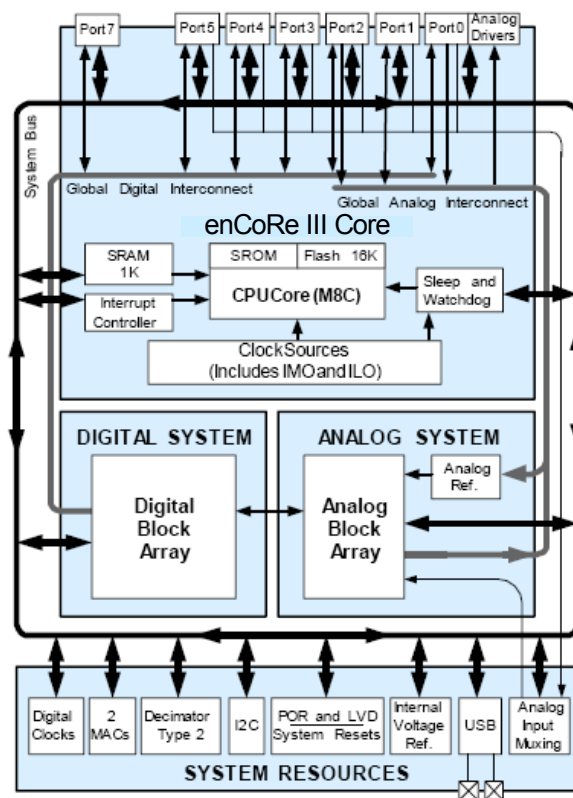 Port7
Port5
Port4
Port3
Port2
Port1
Port0
Analog
Drivers
System Bus
Global Digital Interconnect
Global Analog Interconnect
enCoRe III Core
SRAM
1K
SROM
Flash 16K
CPUCore (M8C)
Sleep and
Watchdog
Interrupt
Controller
ClockSources
(Includes IMO and ILO)
DIGITAL SYSTEM
ANALOG SYSTEM
Digital
Block
Array
Analog
Block
Array
Analog
Ref.
Digital
Clocks
2
MACs
Decimator
Type 2
I2C
POR and LVD
System Resets
Internal
Voltage
Ref.
USB
Analog
Input
Muxing
SYSTEM RESOURCES